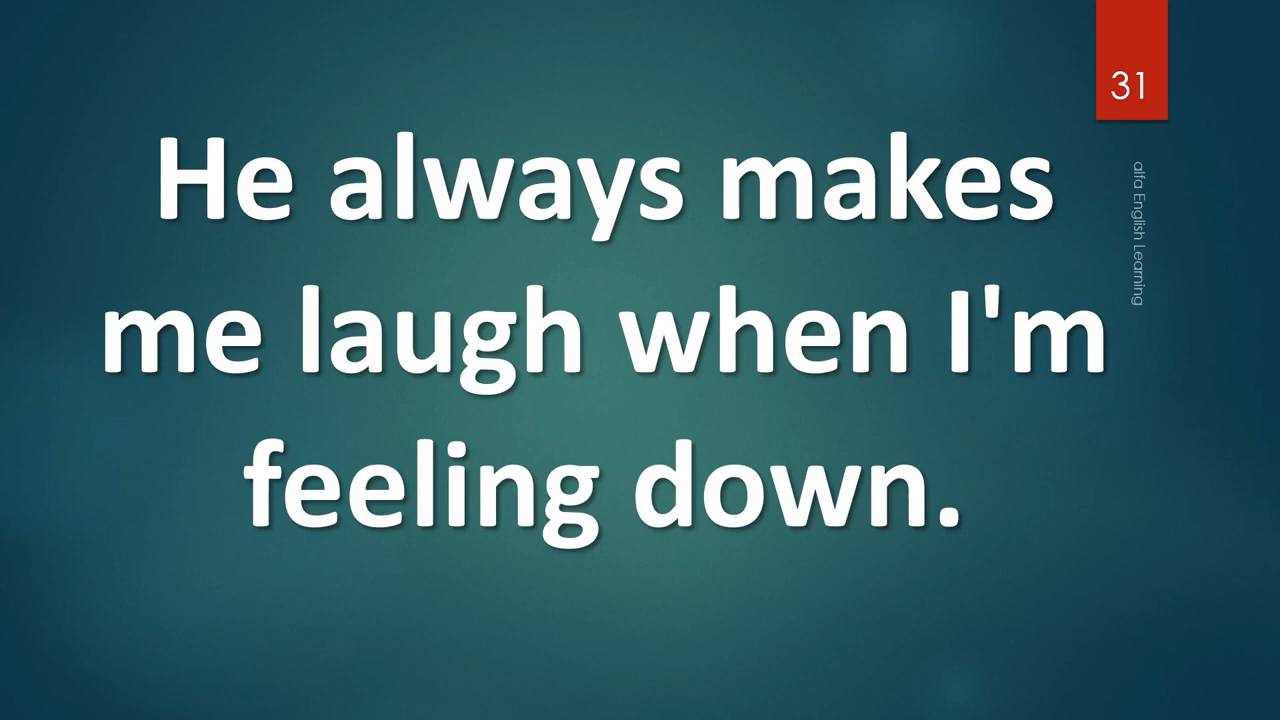 31
He always makes
me laugh when I'm
feeling down.
alfa English Learning